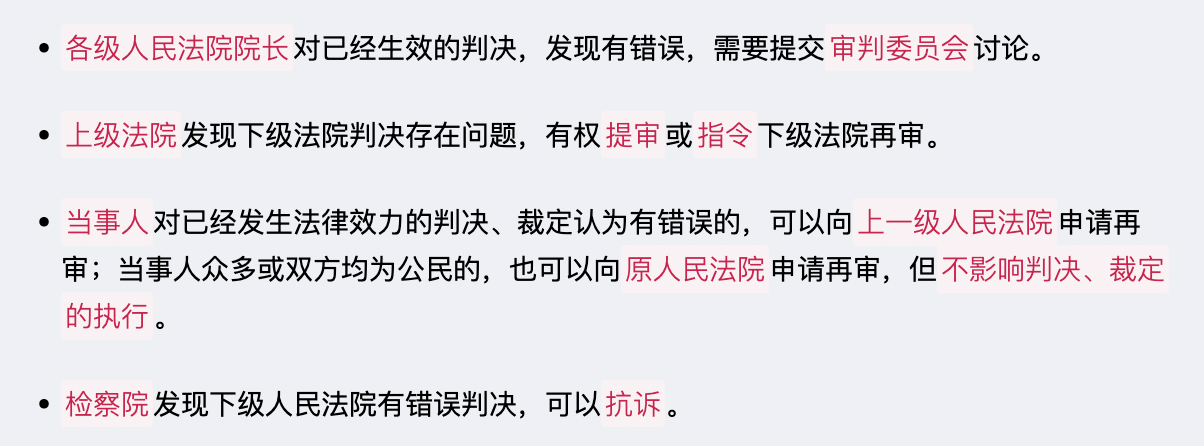 • 各级人民法院院长对已经生效的判决，发现有错误，需要提交审判委员会讨论。
• 上级法院发现下级法院判决存在问题，有权提审或指令下级法院再审。
• 当事人对已经发生法律效力的判决、裁定认为有错误的，可以向上一级人民法院申请再
审；当事人众多或双方均为公民的，也可以向原人民法院申请再审，但不影响判决、裁定
的执行。
• 检察院发现下级人民法院有错误判决，可以抗诉。